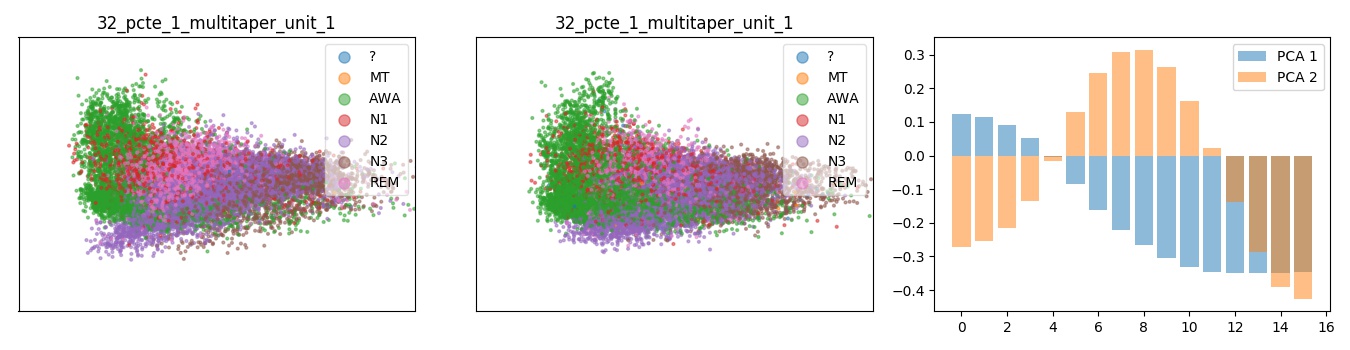 32_pcte_1_multitaper_unit_1
?
MT
AWA
N1
N2
N3
REM
32_pcte_1_multitaper_unit_1
?
MT
AWA
N1
N2
N3
REM
PCA 1
PCA 2
0.3
0.2
0.1
0.0
−0.1
−0.2
−0.3
−0.4
0 2 4 6 8 10 12 14 16